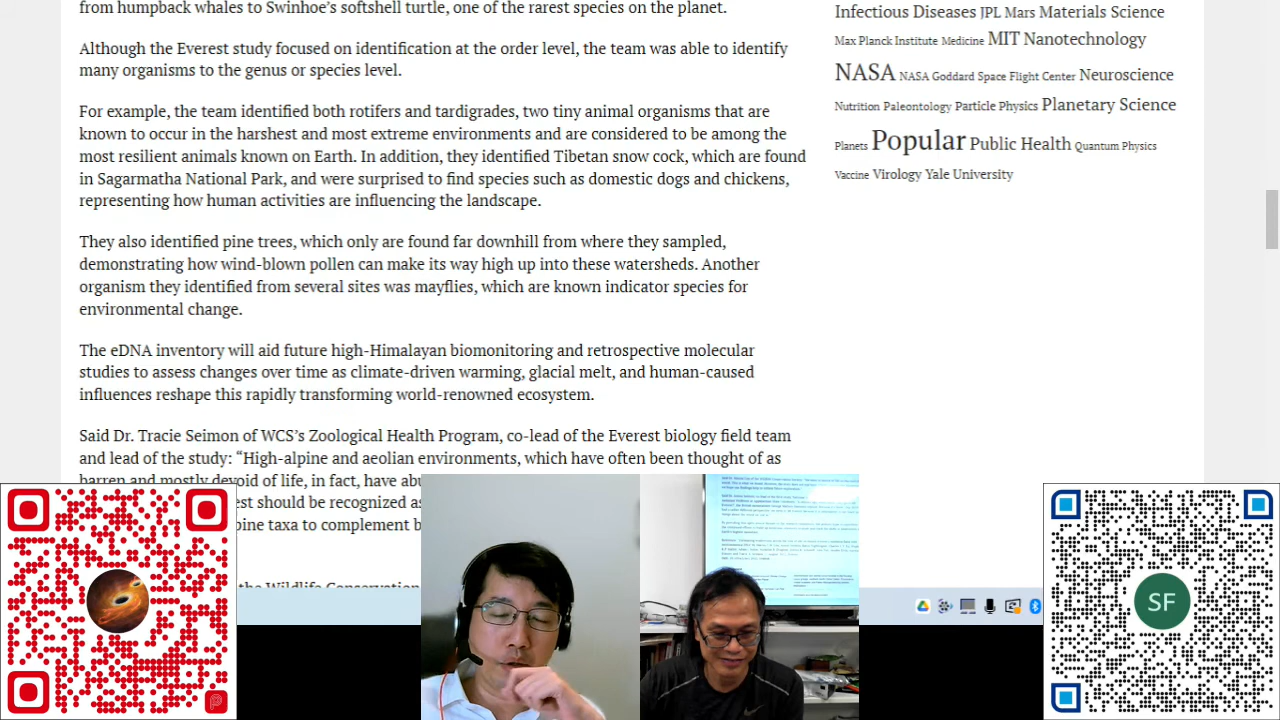 from humpback whales to Swinhoe's softshell turtle, one of the rarest species on the planet.
Although the Everest study focused on identification at the order level, the team was able to identify
many organisms to the genus or species level.
For example, the team identified both rotifers and tardigrades, two tiny animal organisms that are
known to occur in the harshest and most extreme environments and are considered to be among the
most resilient animals known on Earth. In addition, they identified Tibetan snow cock, which are found
in Sagarmatha National Park, and were surprised to find species such as domestic dogs and chickens,
representing how human activities are influencing the landscape.
They also identified pine trees, which only are found far downhill from where they sampled,
demonstrating how wind-blown pollen can make its way high up into these watersheds. Another
organism they identified from several sites was mayflies, which are known indicator species for
environmental change.
The eDNA inventory will aid future high-Himalayan biomonitoring and retrospective molecular
studies to assess changes over time as climate-driven warming, glacial melt, and human-caused
influences reshape this rapidly transforming world-renowned ecosystem.
Said Dr. Tracie Seimon of WCS's Zoological Health Program, co-lead of the Everest biology field team
and lead of the study: “High-alpine and aeolian environments, which have often been thought of as
and mostly devoid of life, in fact, have
should be
taxa to complement
the Wildlife Conservation
Infectious Diseases JPL Mars Materials Science
Max Planck Institute Medicine MIT Nanotechnology
NASA NASA Goddard Space Flight Center Neuroscience
Nutrition Paleontology Particle Physics Planetary Science
Planets Popular Public Health Quantum Physics
Vaccine Virology Yale University
SF